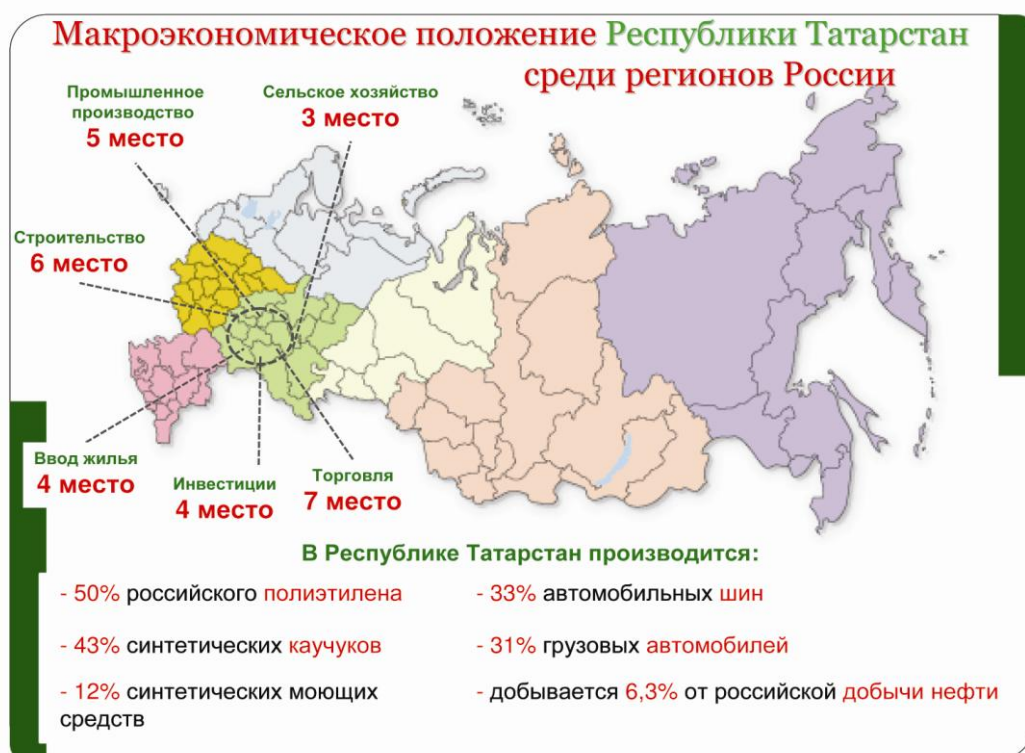 Макроэкономическое положение Республики Татарстан
среди регионов России
Промышленное
производство
5 место
Сельское хозяйство
3 место
Строительство
6 место
Ввод жилья
4 место
Инвестиции
4 место
Торговля
7 место
В Республике Татарстан производится:
- 50% российского полиэтилена
- 43% синтетических каучуков
- 12% синтетических моющих
средств
- 33% автомобильных шин
- 31% грузовых автомобилей
- добывается 6,3% от российской добычи нефти